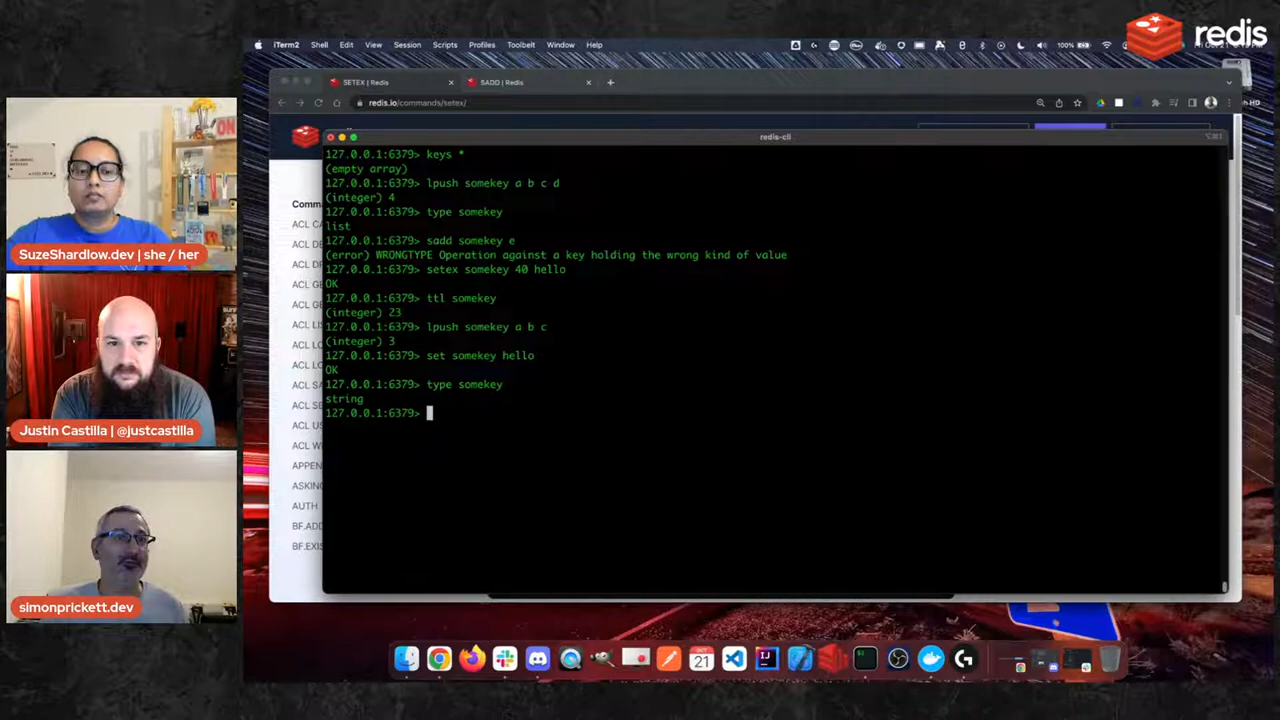 redis
iTerm2 Shell Edit View Session Scripts Profiles Toolbelt Window Help
100%
SETEX | Redis
SADD | Redis
redis.io/commands/setex/
redis-cli
127.0.0.1:6379> keys *
(empty array)
127.0.0.1:6379> lpush somekey a b c d
(integer) 4
127.0.0.1:6379> type somekey
list
127.0.0.1:6379> sadd somekey e
(error) WRONGTYPE Operation against a key holding the wrong kind of value
127.0.0.1:6379> setex somekey 40 hello
OK
127.0.0.1:6379> ttl somekey
(integer) 23
127.0.0.1:6379> lpush somekey a b c
(integer) 3
127.0.0.1:6379> set somekey hello
OK
127.0.0.1:6379> type somekey
string
127.0.0.1:6379>
Comm
ACL CA
ACL DE
ACL DR
ACL GE
ACL GE
ACL LIS
ACL LO
ACL LO
ACL SA
ACL SE
ACL US
ACL W
APPEN
ASKING
AUTH
BF.ADD
BF.EXIS
SuzeShardlow.dev | she / her
Justin Castilla | @justcastilla
simonprickett.dev
OCT
21